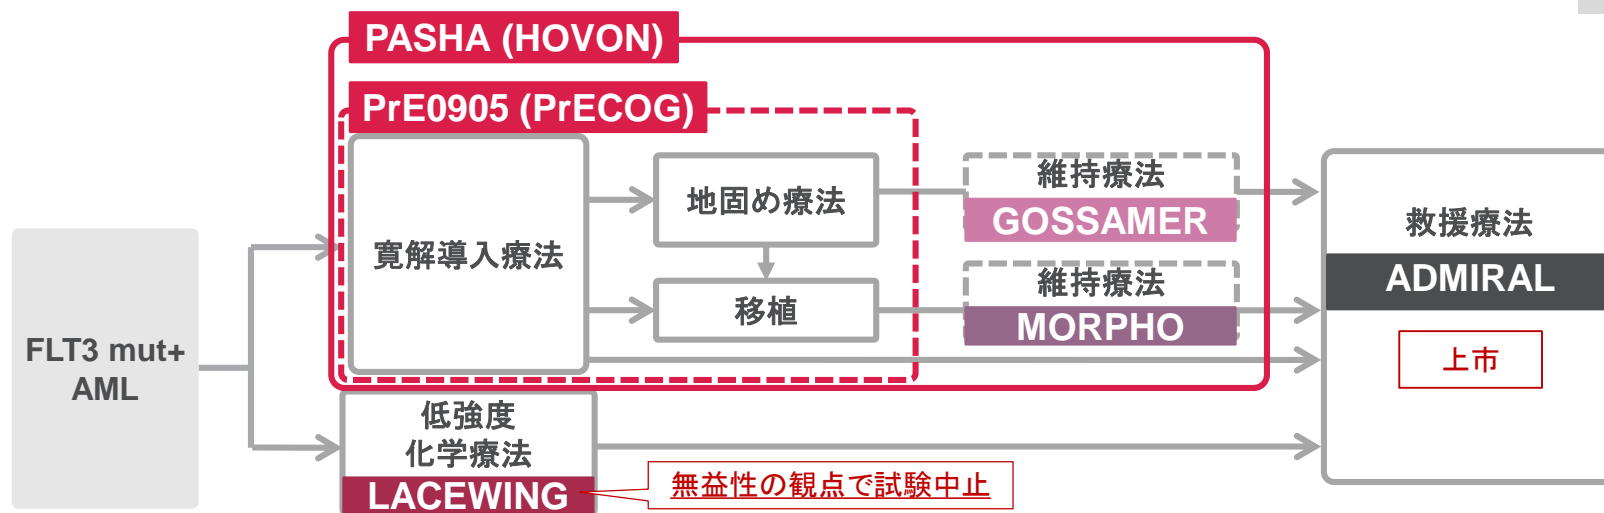 PASHA (HOVON)
PrE0905 (PrECOG)
寛解導入療法
地固め療法
移植
維持療法
GOSSAMER
維持療法
MORPHO
救援療法
ADMIRAL
上市
FLT3 mut+
AML
低強度
化学療法
LACEWING
無益性の観点で試験中止